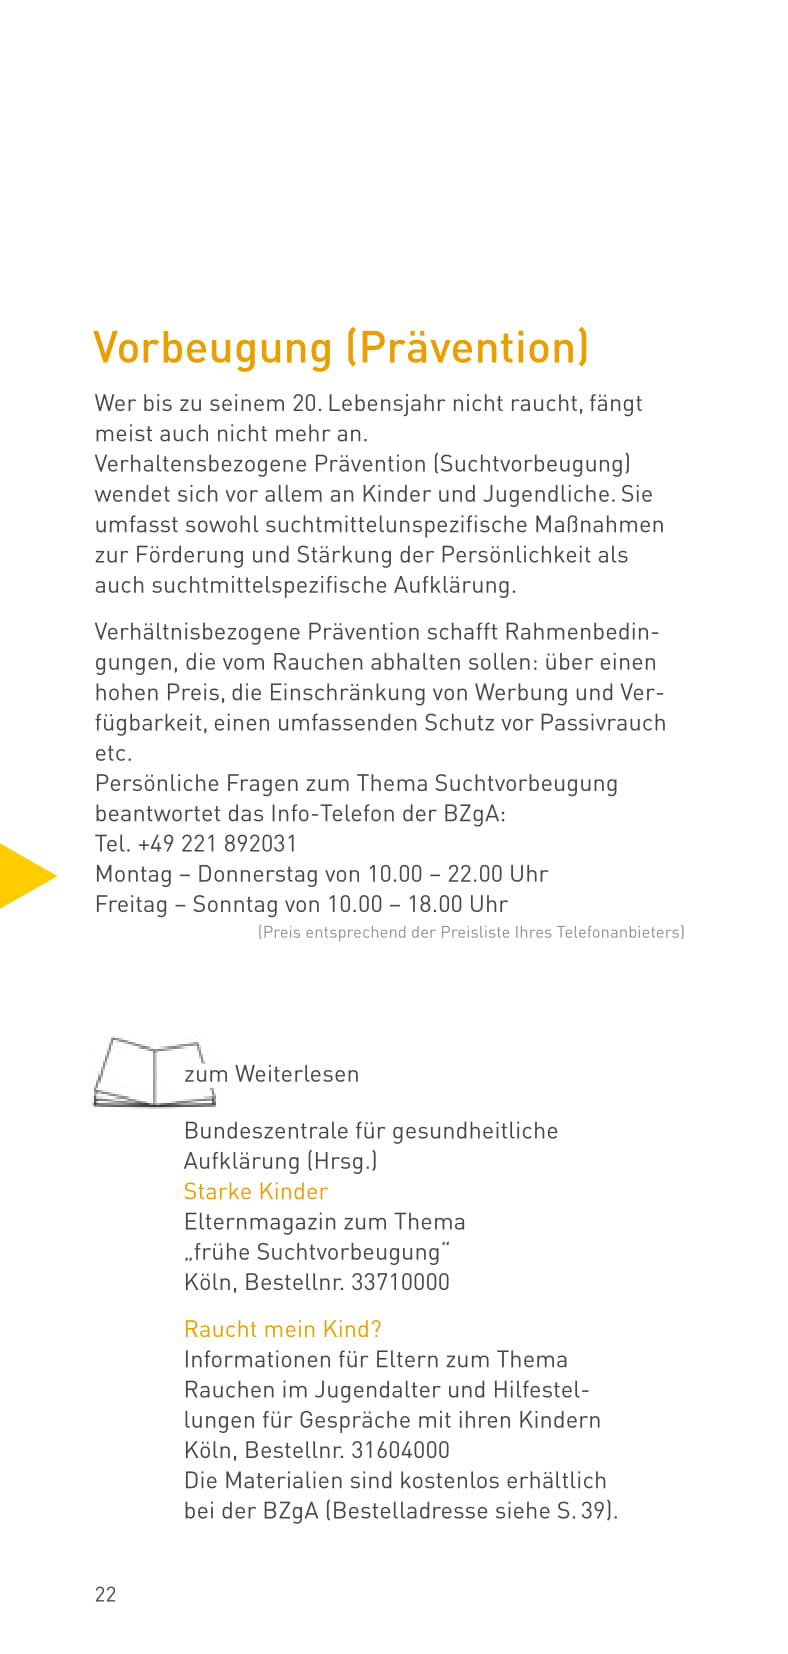 Vorbeugung (Prävention)
Wer bis zu seinem 20. Lebensjahr nicht raucht, fängt
meist auch nicht mehr an.
Verhaltensbezogene Prävention (Suchtvorbeugung)
wendet sich vor allem an Kinder und Jugendliche. Sie
umfasst sowohl suchtmittelunspezifische Maßnahmen
zur Förderung und Stärkung der Persönlichkeit als
auch suchtmittelspezifische Aufklärung.
Verhältnisbezogene Prävention schafft Rahmenbedin-
gungen, die vom Rauchen abhalten sollen: über einen
hohen Preis, die Einschränkung von Werbung und Ver-
fügbarkeit, einen umfassenden Schutz vor Passivrauch
etc.
Persönliche Fragen zum Thema Suchtvorbeugung
beantwortet das Info-Telefon der BZgA:
Tel. +49 221 892031
Montag – Donnerstag von 10.00 – 22.00 Uhr
Freitag – Sonntag von 10.00 – 18.00 Uhr
(Preis entsprechend der Preisliste Ihres Telefonanbieters)
zum Weiterlesen
Bundeszentrale für gesundheitliche
Aufklärung (Hrsg.)
Starke Kinder
Elternmagazin zum Thema
„frühe Suchtvorbeugung“
Köln, Bestellnr. 33710000
Raucht mein Kind?
Informationen für Eltern zum Thema
Rauchen im Jugendalter und Hilfestel-
lungen für Gespräche mit ihren Kindern
Köln, Bestellnr. 31604000
Die Materialien sind kostenlos erhältlich
bei der BZgA (Bestelladresse siehe S. 39).
22